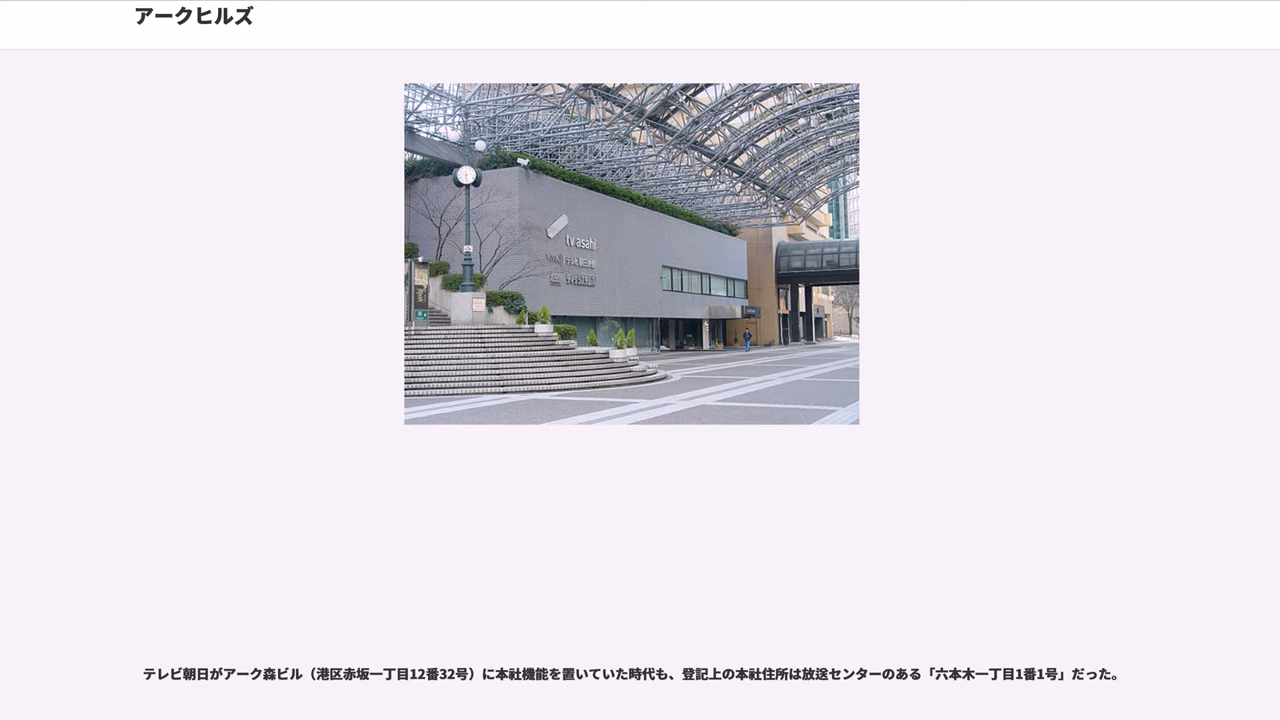 アークヒルズ
tv asahi
テレビ朝日がアーク森ビル（港区赤坂一丁目12番32号）に本社機能を置いていた時代も、登記上の本社住所は放送センターのある「六本木一丁目1番1号」だった。